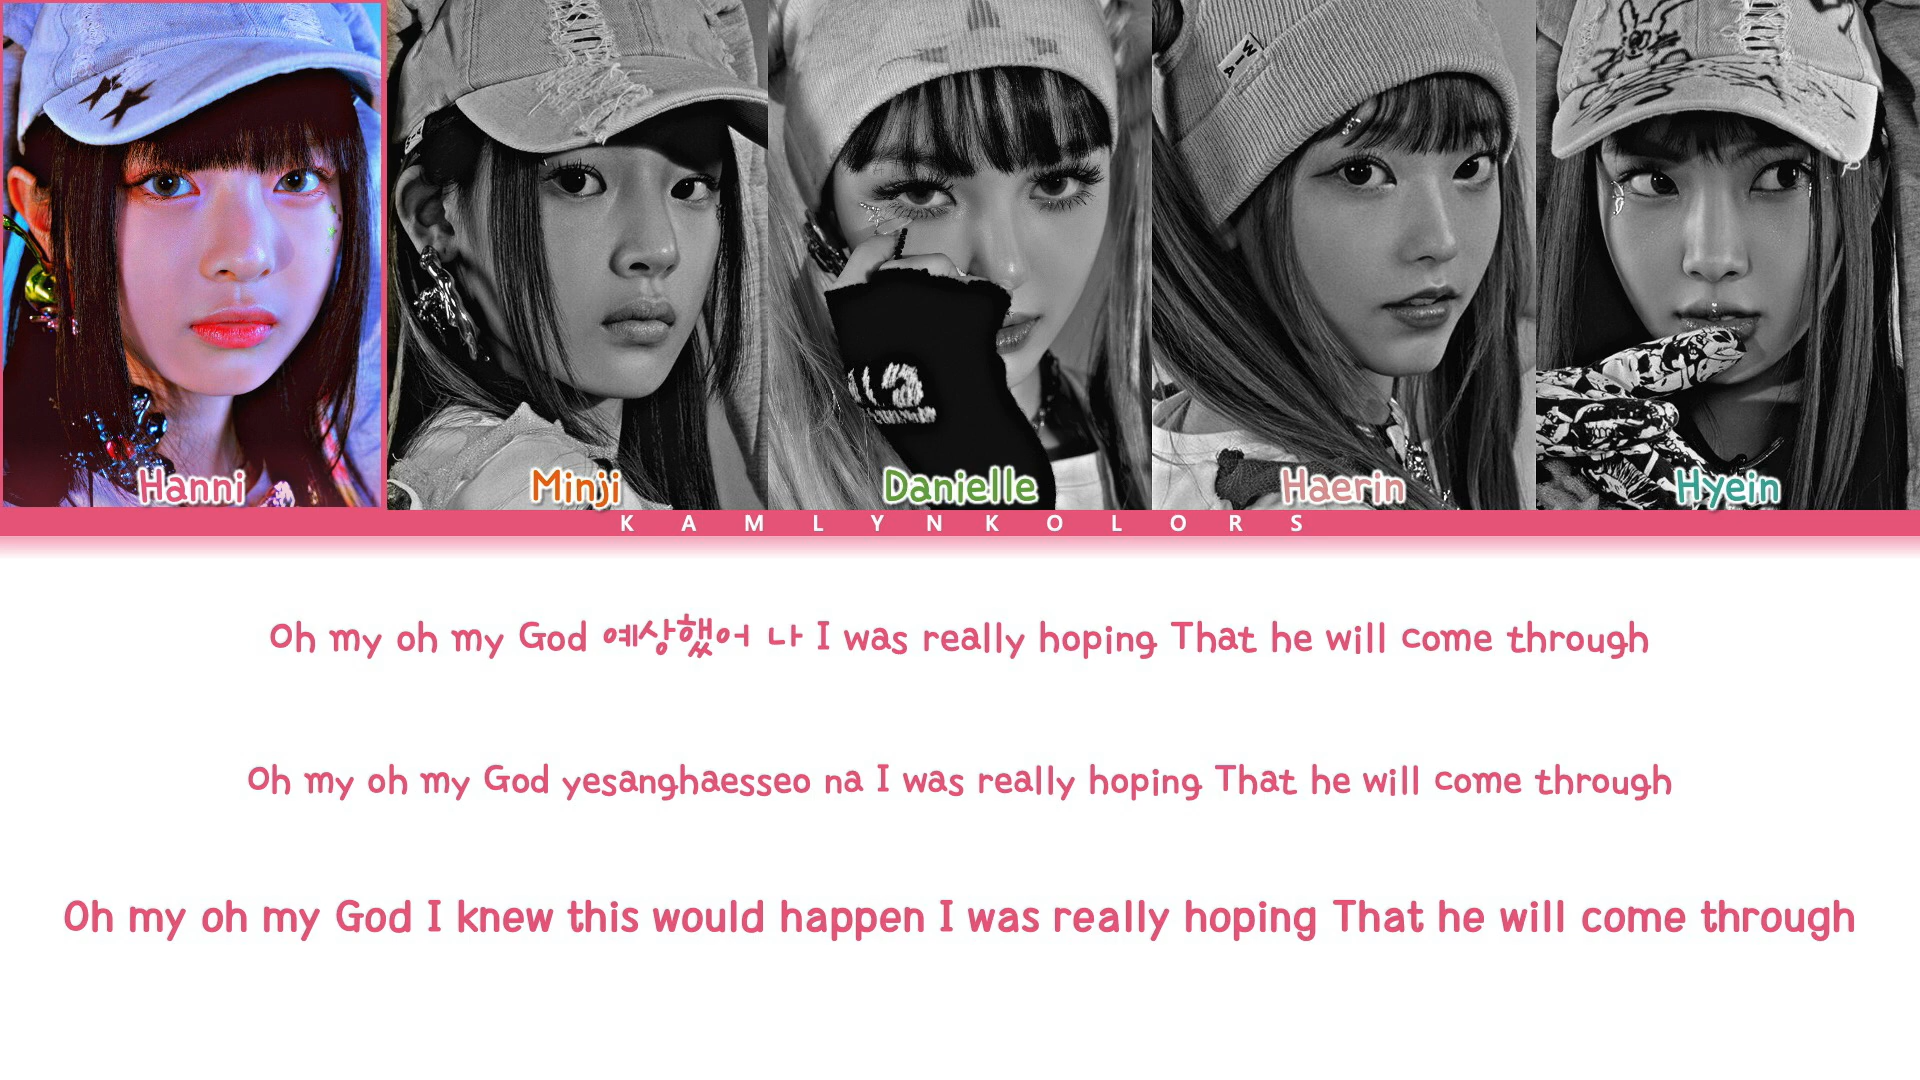 WIA
Hanni
Minji
Danielle
Haerin
Hyein
KAMLYNKOLORS
Oh my oh my God 예상했어 나 I was really hoping That he will come through
Oh my oh my God yesanghaesseo na I was really hoping That he will come through
Oh my oh my God I knew this would happen I was really hoping That he will come through